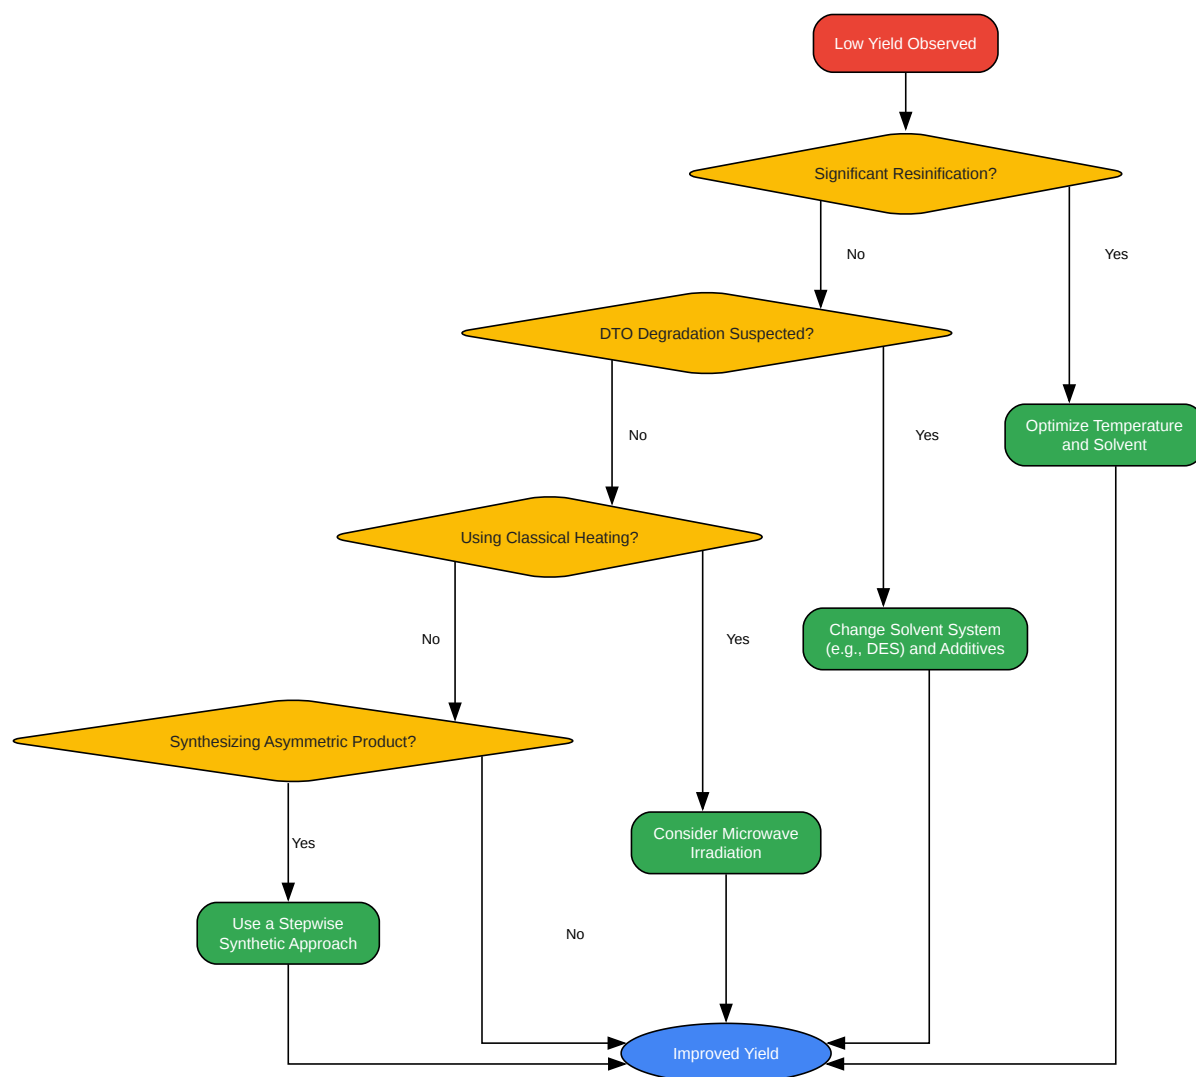 Low Yield Observed
Significant Resinification?
No
Yes
DTO Degradation Suspected?
Optimize Temperature
and Solvent
No
Yes
Using Classical Heating?
Change Solvent System
(e.g., DES) and Additives
No
Yes
Synthesizing Asymmetric Product?
Consider Microwave
Irradiation
Yes
Use a Stepwise
Synthetic Approach
No
Improved Yield